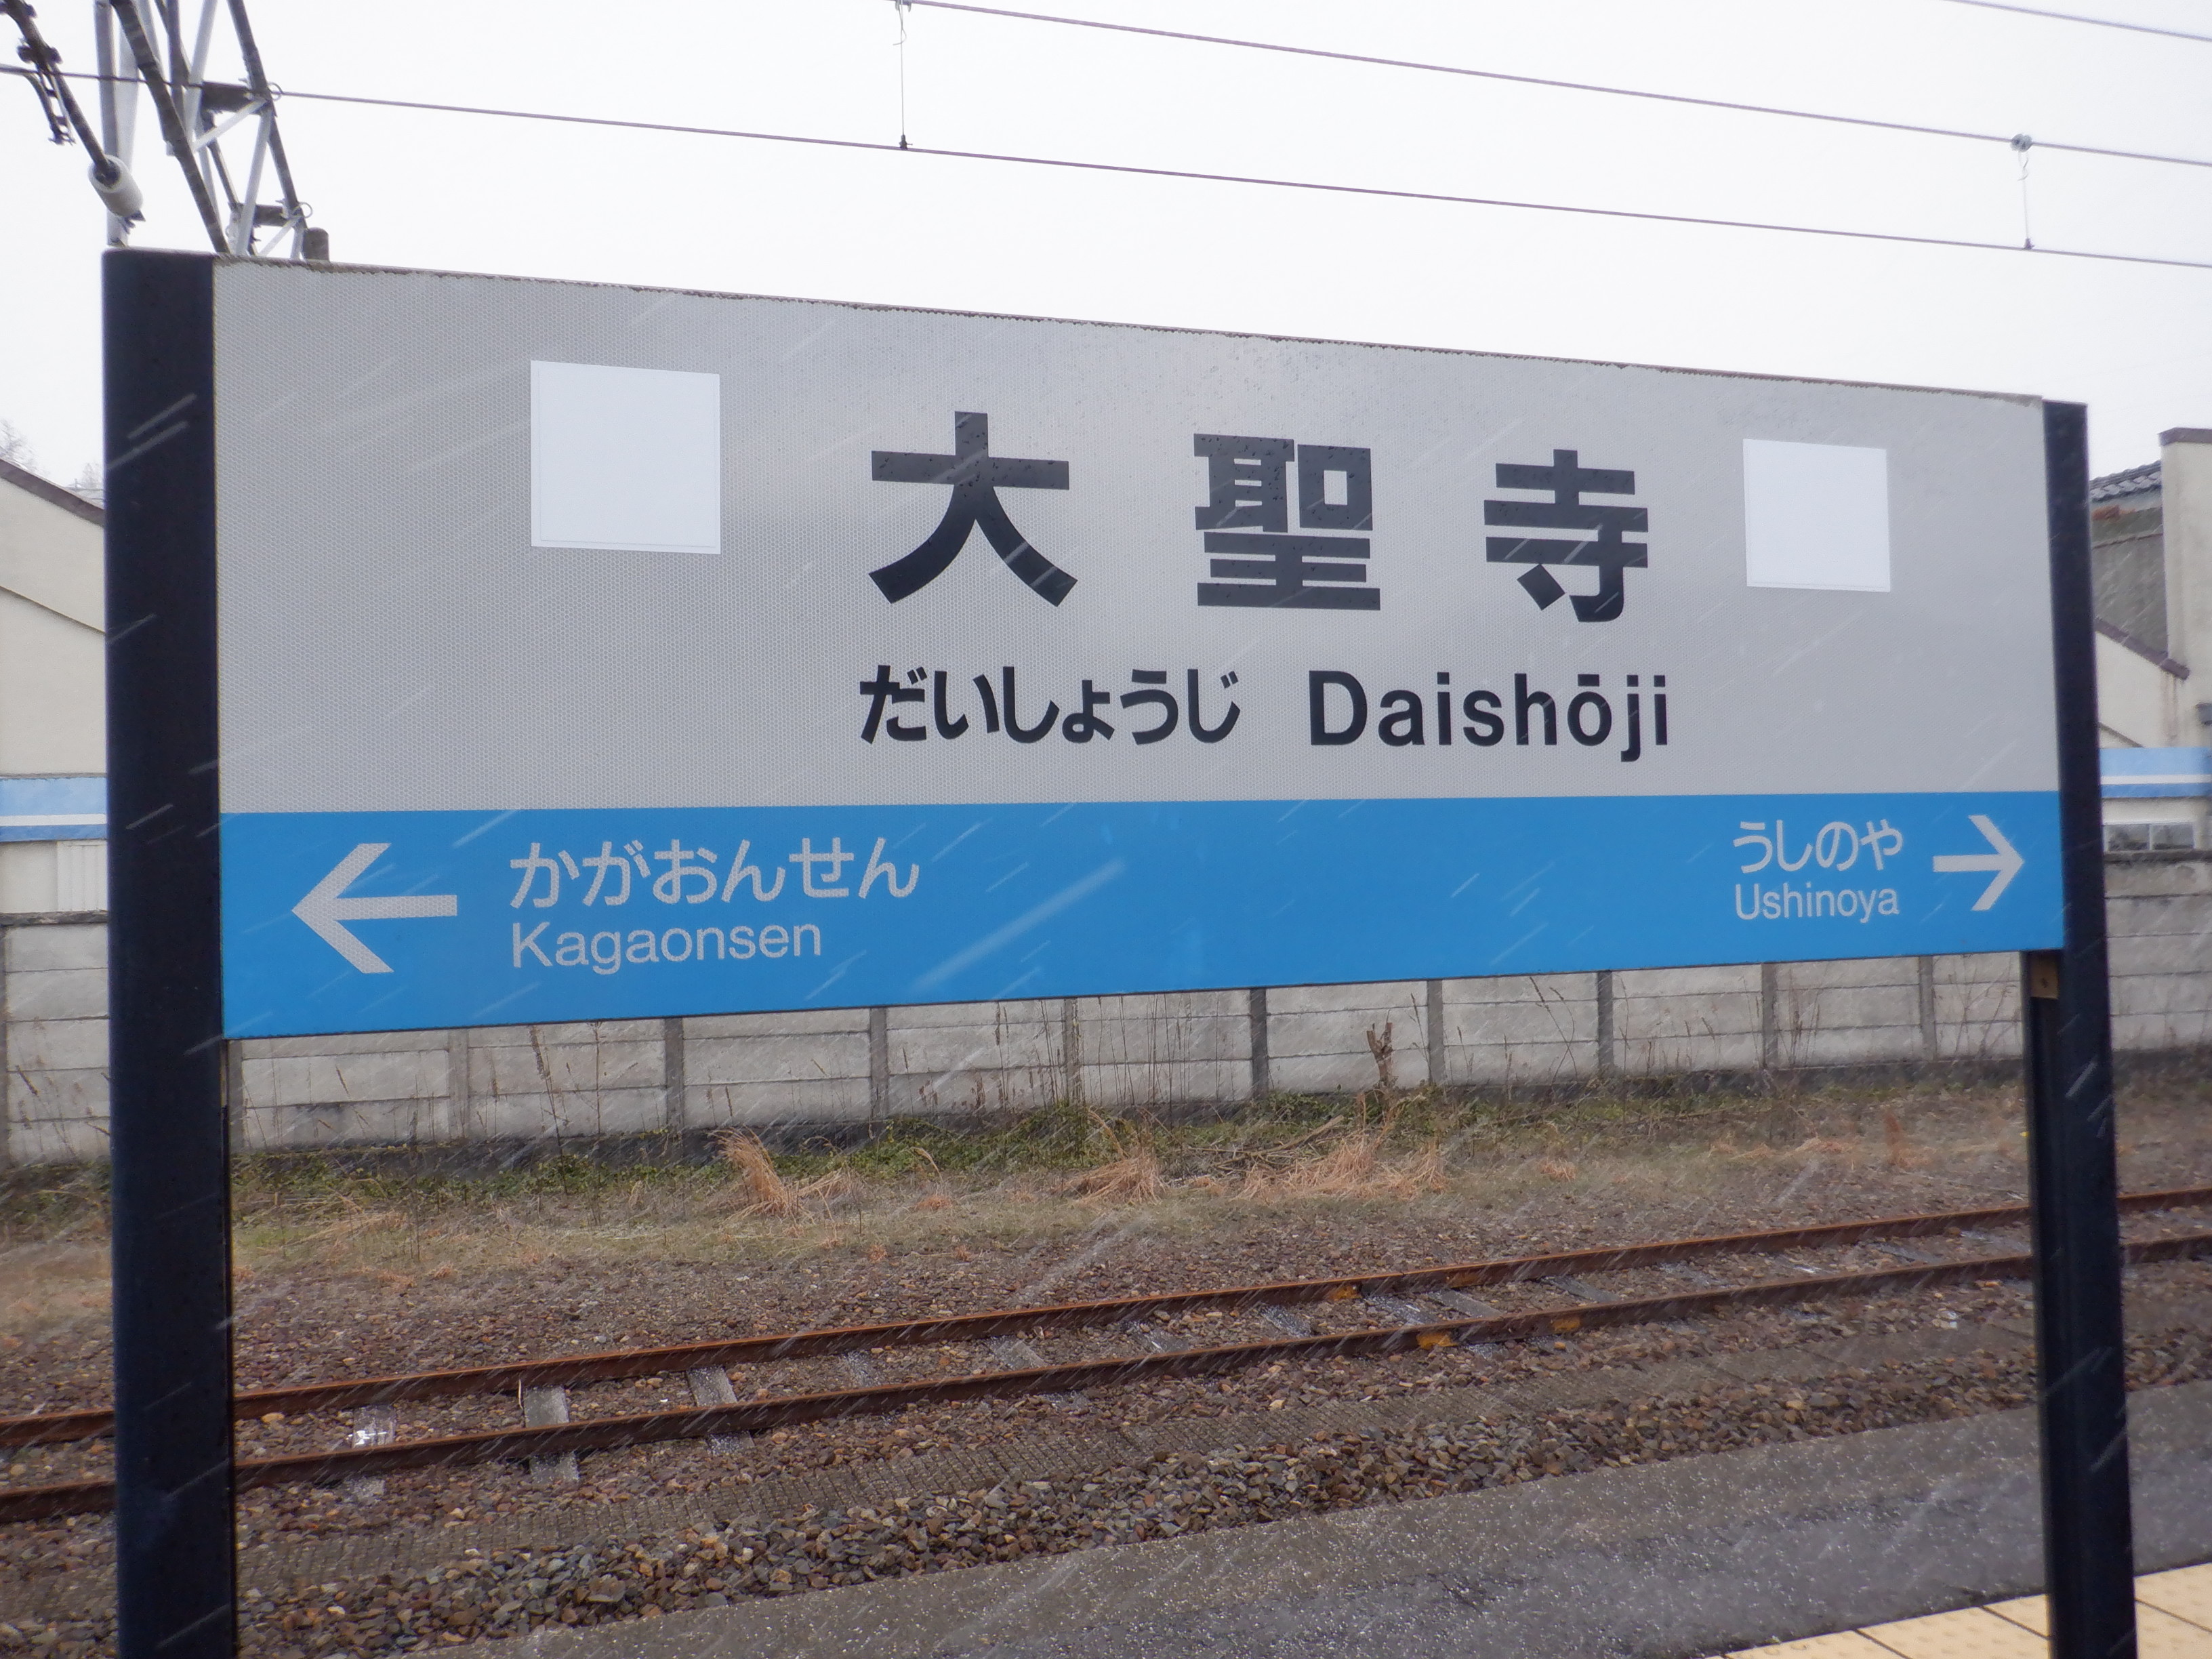 大聖寺
だいしょうじ Daishōji
かがおんせん
Kagaonsen
うしのや
Ushinoya